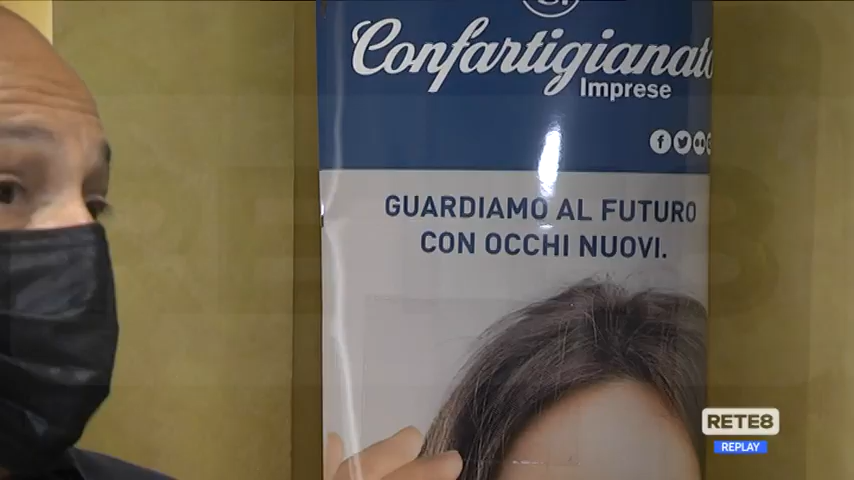 Confartigianato
Imprese
GUARDIAMO AL FUTURO
CON OCCHI NUOVI.
RETE8
REPLAY